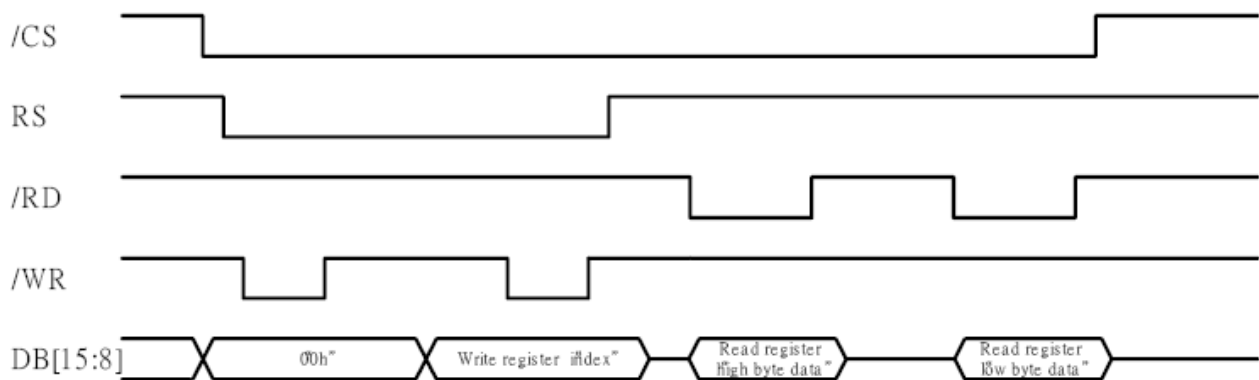 /CS
RS
/RD
/WR
DB[15:8]
"00h"
Write register "index"
Read register
"high byte data"
Read register
"low byte data"